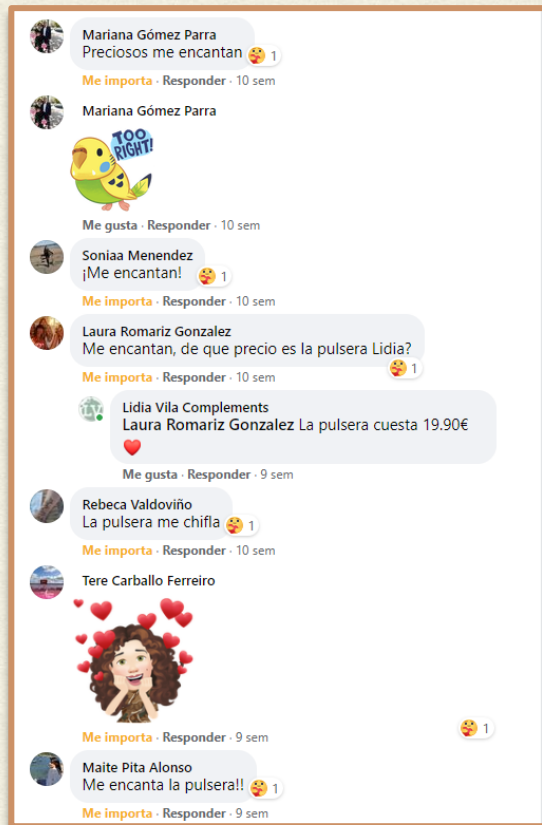 Mariana Gómez Parra
Preciosos me encantan
1
Me importa · Responder · 10 sem
Mariana Gómez Parra
TOO
RIGHT!
Me gusta · Responder · 10 sem
Soniaa Menendez
¡Me encantan!
1
Me importa · Responder · 10 sem
Laura Romariz Gonzalez
Me encantan, de que precio es la pulsera Lidia?
1
Me importa · Responder · 10 sem
LV
Lidia Vila Complements
Laura Romariz Gonzalez La pulsera cuesta 19.90€
Me gusta · Responder · 9 sem
Rebeca Valdoviño
La pulsera me chifla
1
Me importa · Responder · 10 sem
Tere Carballo Ferreiro
1
Me importa · Responder · 9 sem
Maite Pita Alonso
Me encanta la pulsera!!
1
Me importa · Responder · 9 sem